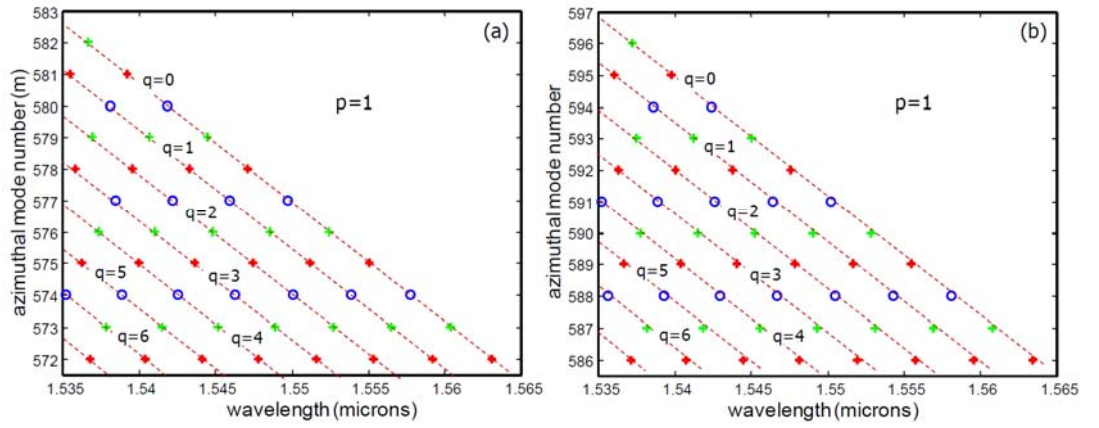 (a)
583
582
581
580
579
578
577
576
575
574
573
572
azimuthal mode number (m)
q=0
p=1
q=1
q=2
q=5
q=3
q=6
q=4
1.535
1.54
1.545
1.55
1.555
1.56
1.565
wavelength (microns)
(b)
597
596
595
594
593
592
591
590
589
588
587
586
azimuthal mode number
q=0
p=1
q=1
q=2
q=5
q=3
q=6
q=4
1.535
1.54
1.545
1.55
1.555
1.56
1.565
wavelength (microns)